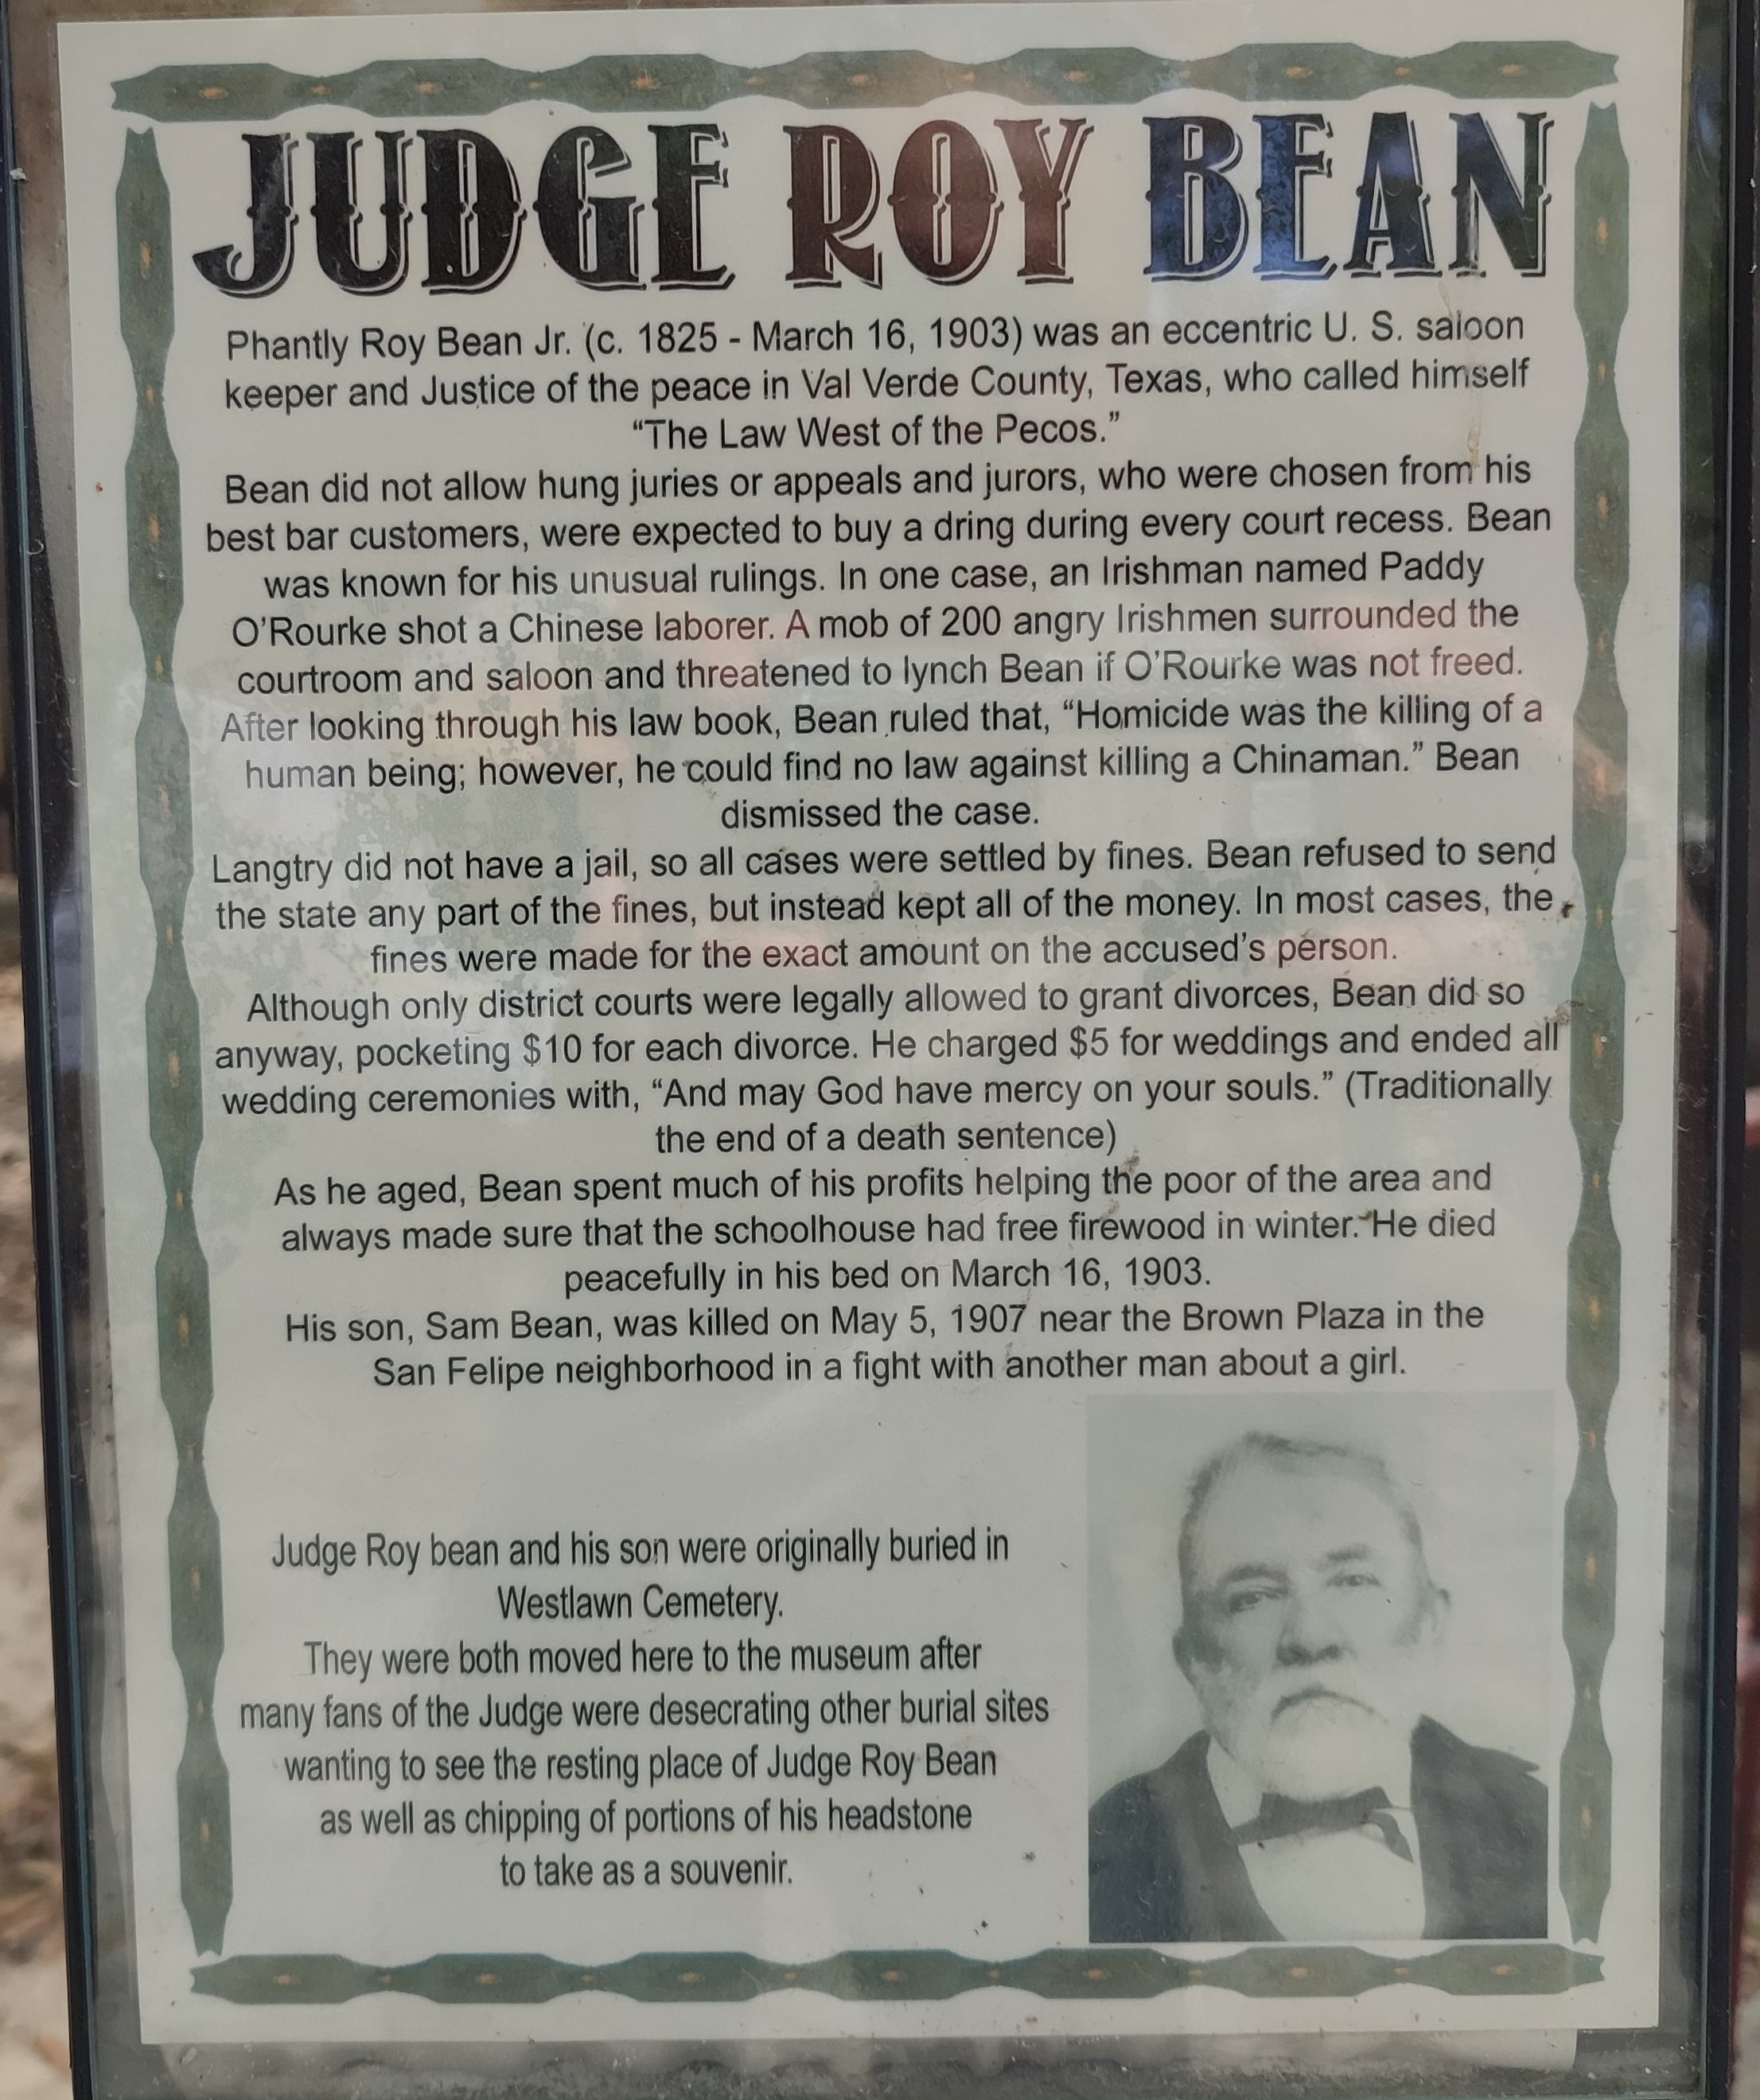 JUDGE ROY BEAN
Phantly Roy Bean Jr. (c. 1825 - March 16, 1903) was an eccentric U. S. saloon
keeper and Justice of the peace in Val Verde County, Texas, who called himself
“The Law West of the Pecos.”
Bean did not allow hung juries or appeals and jurors, who were chosen from his
best bar customers, were expected to buy a dring during every court recess. Bean
was known for his unusual rulings. In one case, an Irishman named Paddy
O’Rourke shot a Chinese laborer. A mob of 200 angry Irishmen surrounded the
courtroom and saloon and threatened to lynch Bean if O’Rourke was not freed.
After looking through his law book, Bean ruled that, “Homicide was the killing of a
human being; however, he could find no law against killing a Chinaman.” Bean
dismissed the case.
Langtry did not have a jail, so all cases were settled by fines. Bean refused to send
the state any part of the fines, but instead kept all of the money. In most cases, the
fines were made for the exact amount on the accused’s person.
Although only district courts were legally allowed to grant divorces, Bean did so
anyway, pocketing $10 for each divorce. He charged $5 for weddings and ended all
wedding ceremonies with, “And may God have mercy on your souls.” (Traditionally
the end of a death sentence)
As he aged, Bean spent much of his profits helping the poor of the area and
always made sure that the schoolhouse had free firewood in winter. He died
peacefully in his bed on March 16, 1903.
His son, Sam Bean, was killed on May 5, 1907 near the Brown Plaza in the
San Felipe neighborhood in a fight with another man about a girl.
Judge Roy bean and his son were originally buried in
Westlawn Cemetery.
They were both moved here to the museum after
many fans of the Judge were desecrating other burial sites
wanting to see the resting place of Judge Roy Bean
as well as chipping of portions of his headstone
to take as a souvenir.